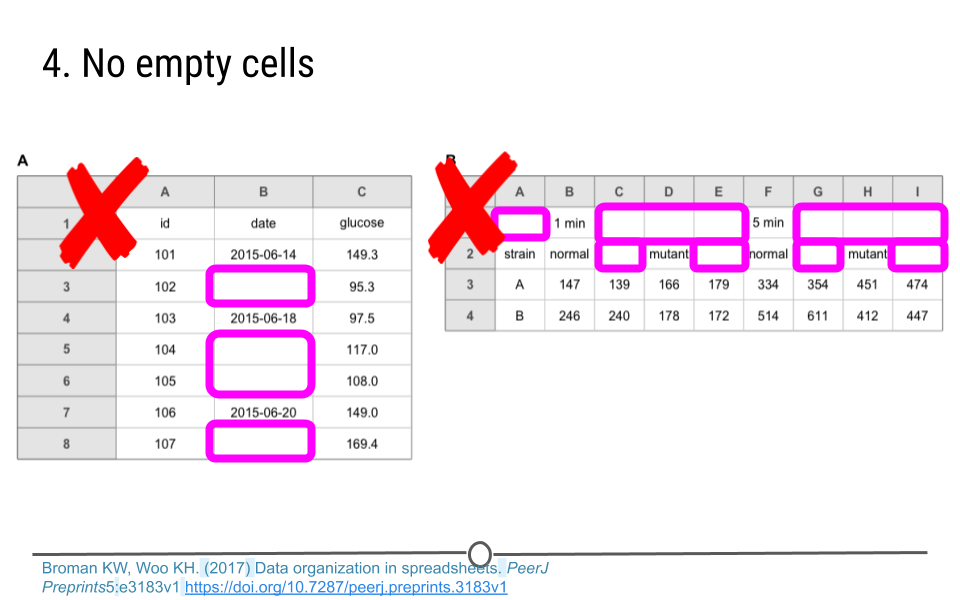 4. No empty cells
A
A B C
1 id date glucose
101 2015-06-14 149.3
3 102 95.3
4 103 2015-06-18 97.5
5 104 117.0
6 105 108.0
7 106 2015-06-20 149.0
8 107 169.4
B
A B C D E F G H I
1 min 5 min
2 strain normal mutant normal mutant
3 A 147 139 166 179 334 354 451 474
4 B 246 240 178 172 514 611 412 447
Broman KW, Woo KH. (2017) Data organization in spreadsheets. PeerJ
Preprints5:e3183v1 https://doi.org/10.7287/peerj.preprints.3183v1